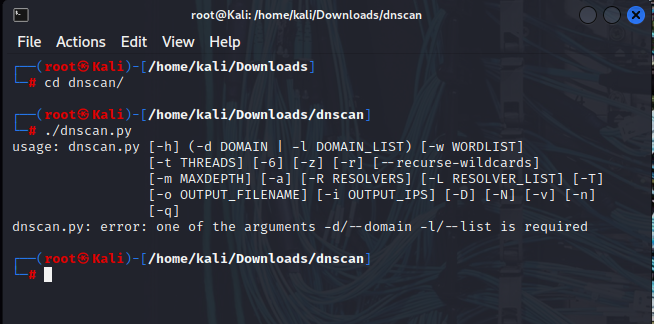 root@Kali: /home/kali/Downloads/dnscan
File Actions Edit View Help
┌──(root㉿Kali)-[/home/kali/Downloads]
└─# cd dnscan/
┌──(root㉿Kali)-[/home/kali/Downloads/dnscan]
└─# ./dnscan.py
usage: dnscan.py [-h] (-d DOMAIN | -l DOMAIN_LIST) [-w WORDLIST]
[-t THREADS] [-6] [-z] [-r] [--recurse-wildcards]
[-m MAXDEPTH] [-a] [-R RESOLVERS] [-L RESOLVER_LIST] [-T]
[-o OUTPUT_FILENAME] [-i OUTPUT_IPS] [-D] [-N] [-v] [-n]
[-q]
dnscan.py: error: one of the arguments -d/--domain -l/--list is required
┌──(root㉿Kali)-[/home/kali/Downloads/dnscan]
└─#